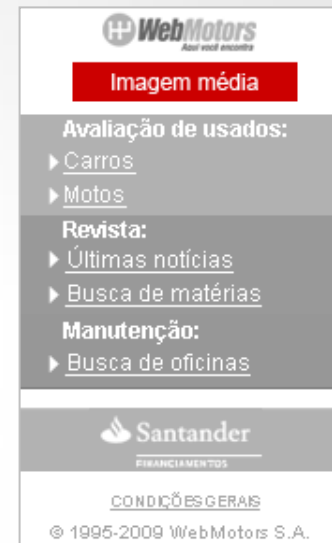 WebMotors
Aqui você encontra
Imagem média
Avaliação de usados:
Carros
Motos
Revista:
Últimas notícias
Busca de matérias
Manutenção:
Busca de oficinas
Santander
FINANCIAMENTOS
CONDIÇÕES GERAIS
© 1995-2009 WebMotors S.A.